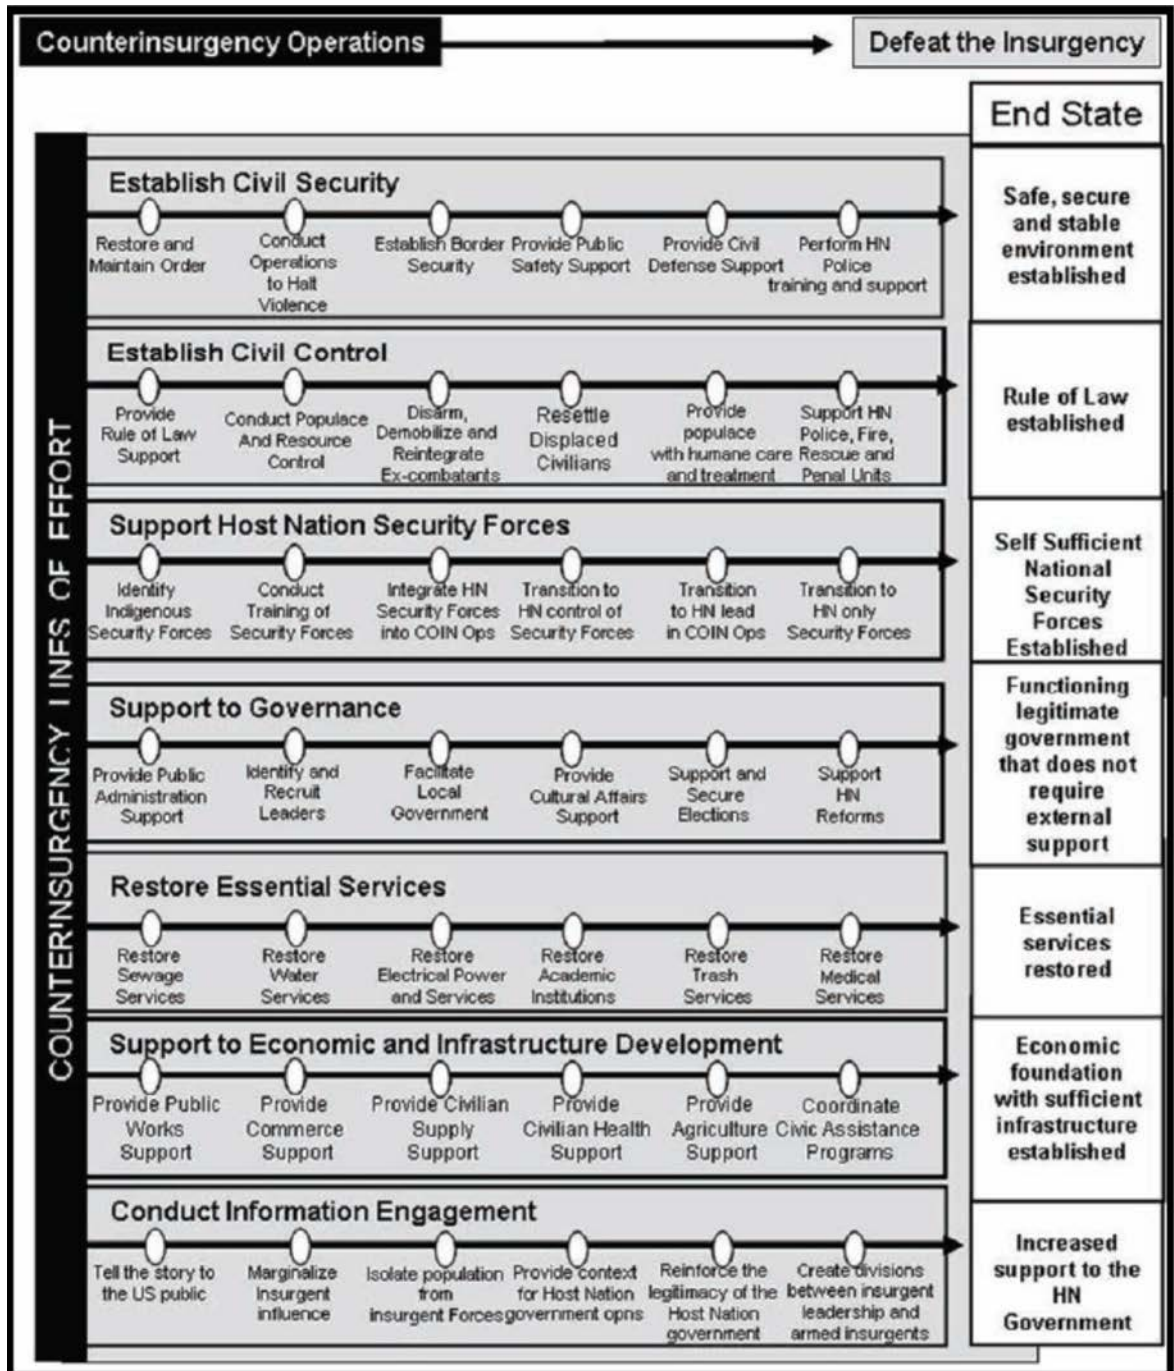 Counterinsurgency Operations
Defeat the Insurgency
End State
COUNTERINSURGENCY LINES OF EFFORT
Establish Civil Security
Restore and
Maintain Order
Conduct
Operations
to Halt
Violence
Establish Border
Security
Provide Public
Safety Support
Provide Civil
Defense Support
Perform HN
Police
training and support
Safe, secure
and stable
environment
established
Establish Civil Control
Provide
Rule of Law
Support
Conduct Populace
And Resource
Control
Disarm,
Demobilize and
Reintegrate
Ex-combatants
Resettle
Displaced
Civilians
Provide
populace
with humane care
and treatment
Support HN
Police, Fire,
Rescue and
Penal Units
Rule of Law
established
Support Host Nation Security Forces
Identify
Indigenous
Security Forces
Conduct
Training of
Security Forces
Integrate HN
Security Forces
into COIN Ops
Transition to
HN control of
Security Forces
Transition
to HN lead
in COIN Ops
Transition to
HN only
Security Forces
Self Sufficient
National
Security
Forces
Established
Support to Governance
Provide Public
Administration
Support
Identify and
Recruit
Leaders
Facilitate
Local
Government
Provide
Cultural Affairs
Support
Support and
Secure
Elections
Support
HN
Reforms
Functioning
legitimate
government
that does not
require
external
support
Restore Essential Services
Restore
Sewage
Services
Restore
Water
Services
Restore
Electrical Power
and Services
Restore
Academic
Institutions
Restore
Trash
Services
Restore
Medical
Services
Essential
services
restored
Support to Economic and Infrastructure Development
Provide Public
Works
Support
Provide
Commerce
Support
Provide Civilian
Supply
Support
Provide
Civilian Health
Support
Provide
Agriculture
Support
Coordinate
Civic Assistance
Programs
Economic
foundation
with sufficient
infrastructure
established
Conduct Information Engagement
Tell the story to
the US public
Marginalize
Insurgent
influence
Isolate population
from
insurgent Forces
Provide context
for Host Nation
government opns
Reinforce the
legitimacy of the
Host Nation
government
Create divisions
between insurgent
leadership and
armed insurgents
Increased
support to the
HN
Government